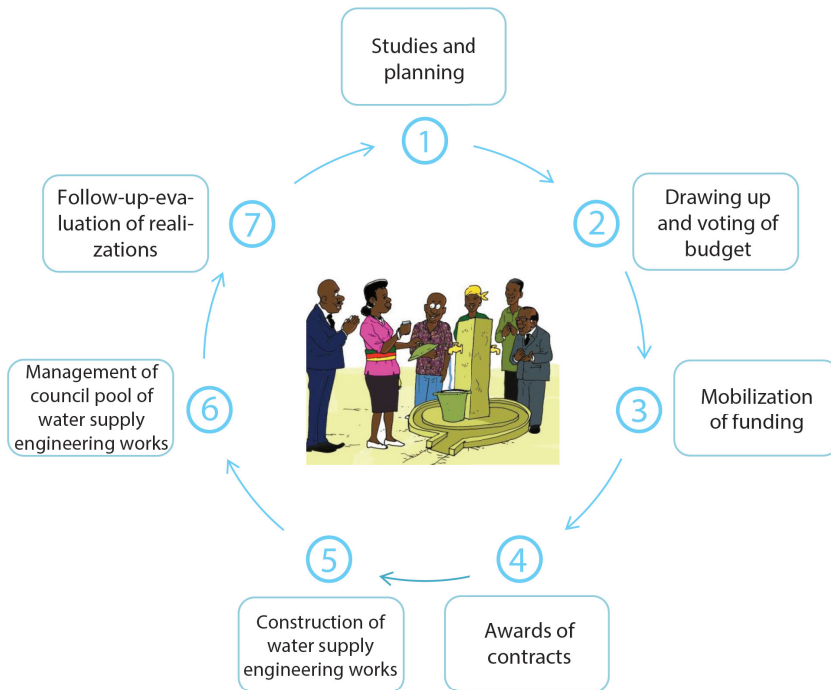 Studies and
planning
1
2
Drawing up
and voting of
budget
3
Mobilization
of funding
4
Awards of
contracts
5
Construction of
water supply
engineering works
6
Management of
council pool of
water supply
engineering works
7
Follow-up-eva-
luation of reali-
zations